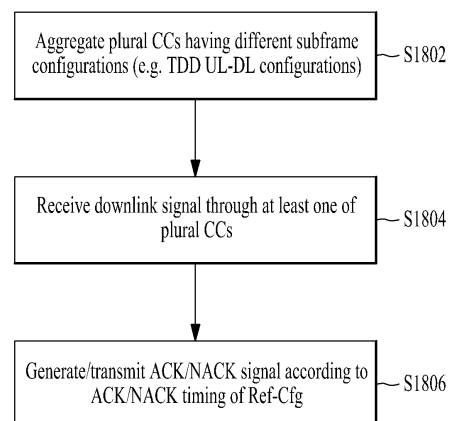 Aggregate plural CCs having different subframe
configurations (e.g. TDD UL-DL configurations)
S1802
Receive downlink signal through at least one of
plural CCs
S1804
Generate/transmit ACK/NACK signal according to
ACK/NACK timing of Ref-Cfg
S1806